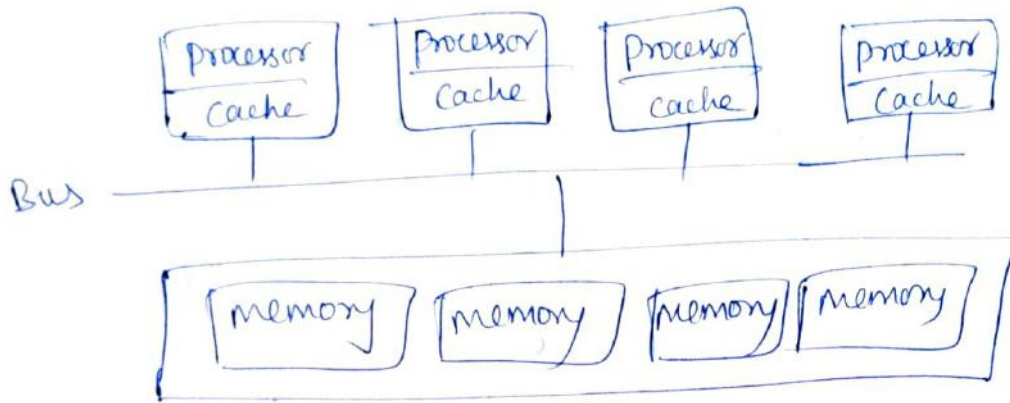 Processor Processor Processor Processor
Cache Cache Cache Cache
Bus
Memory Memory Memory Memory